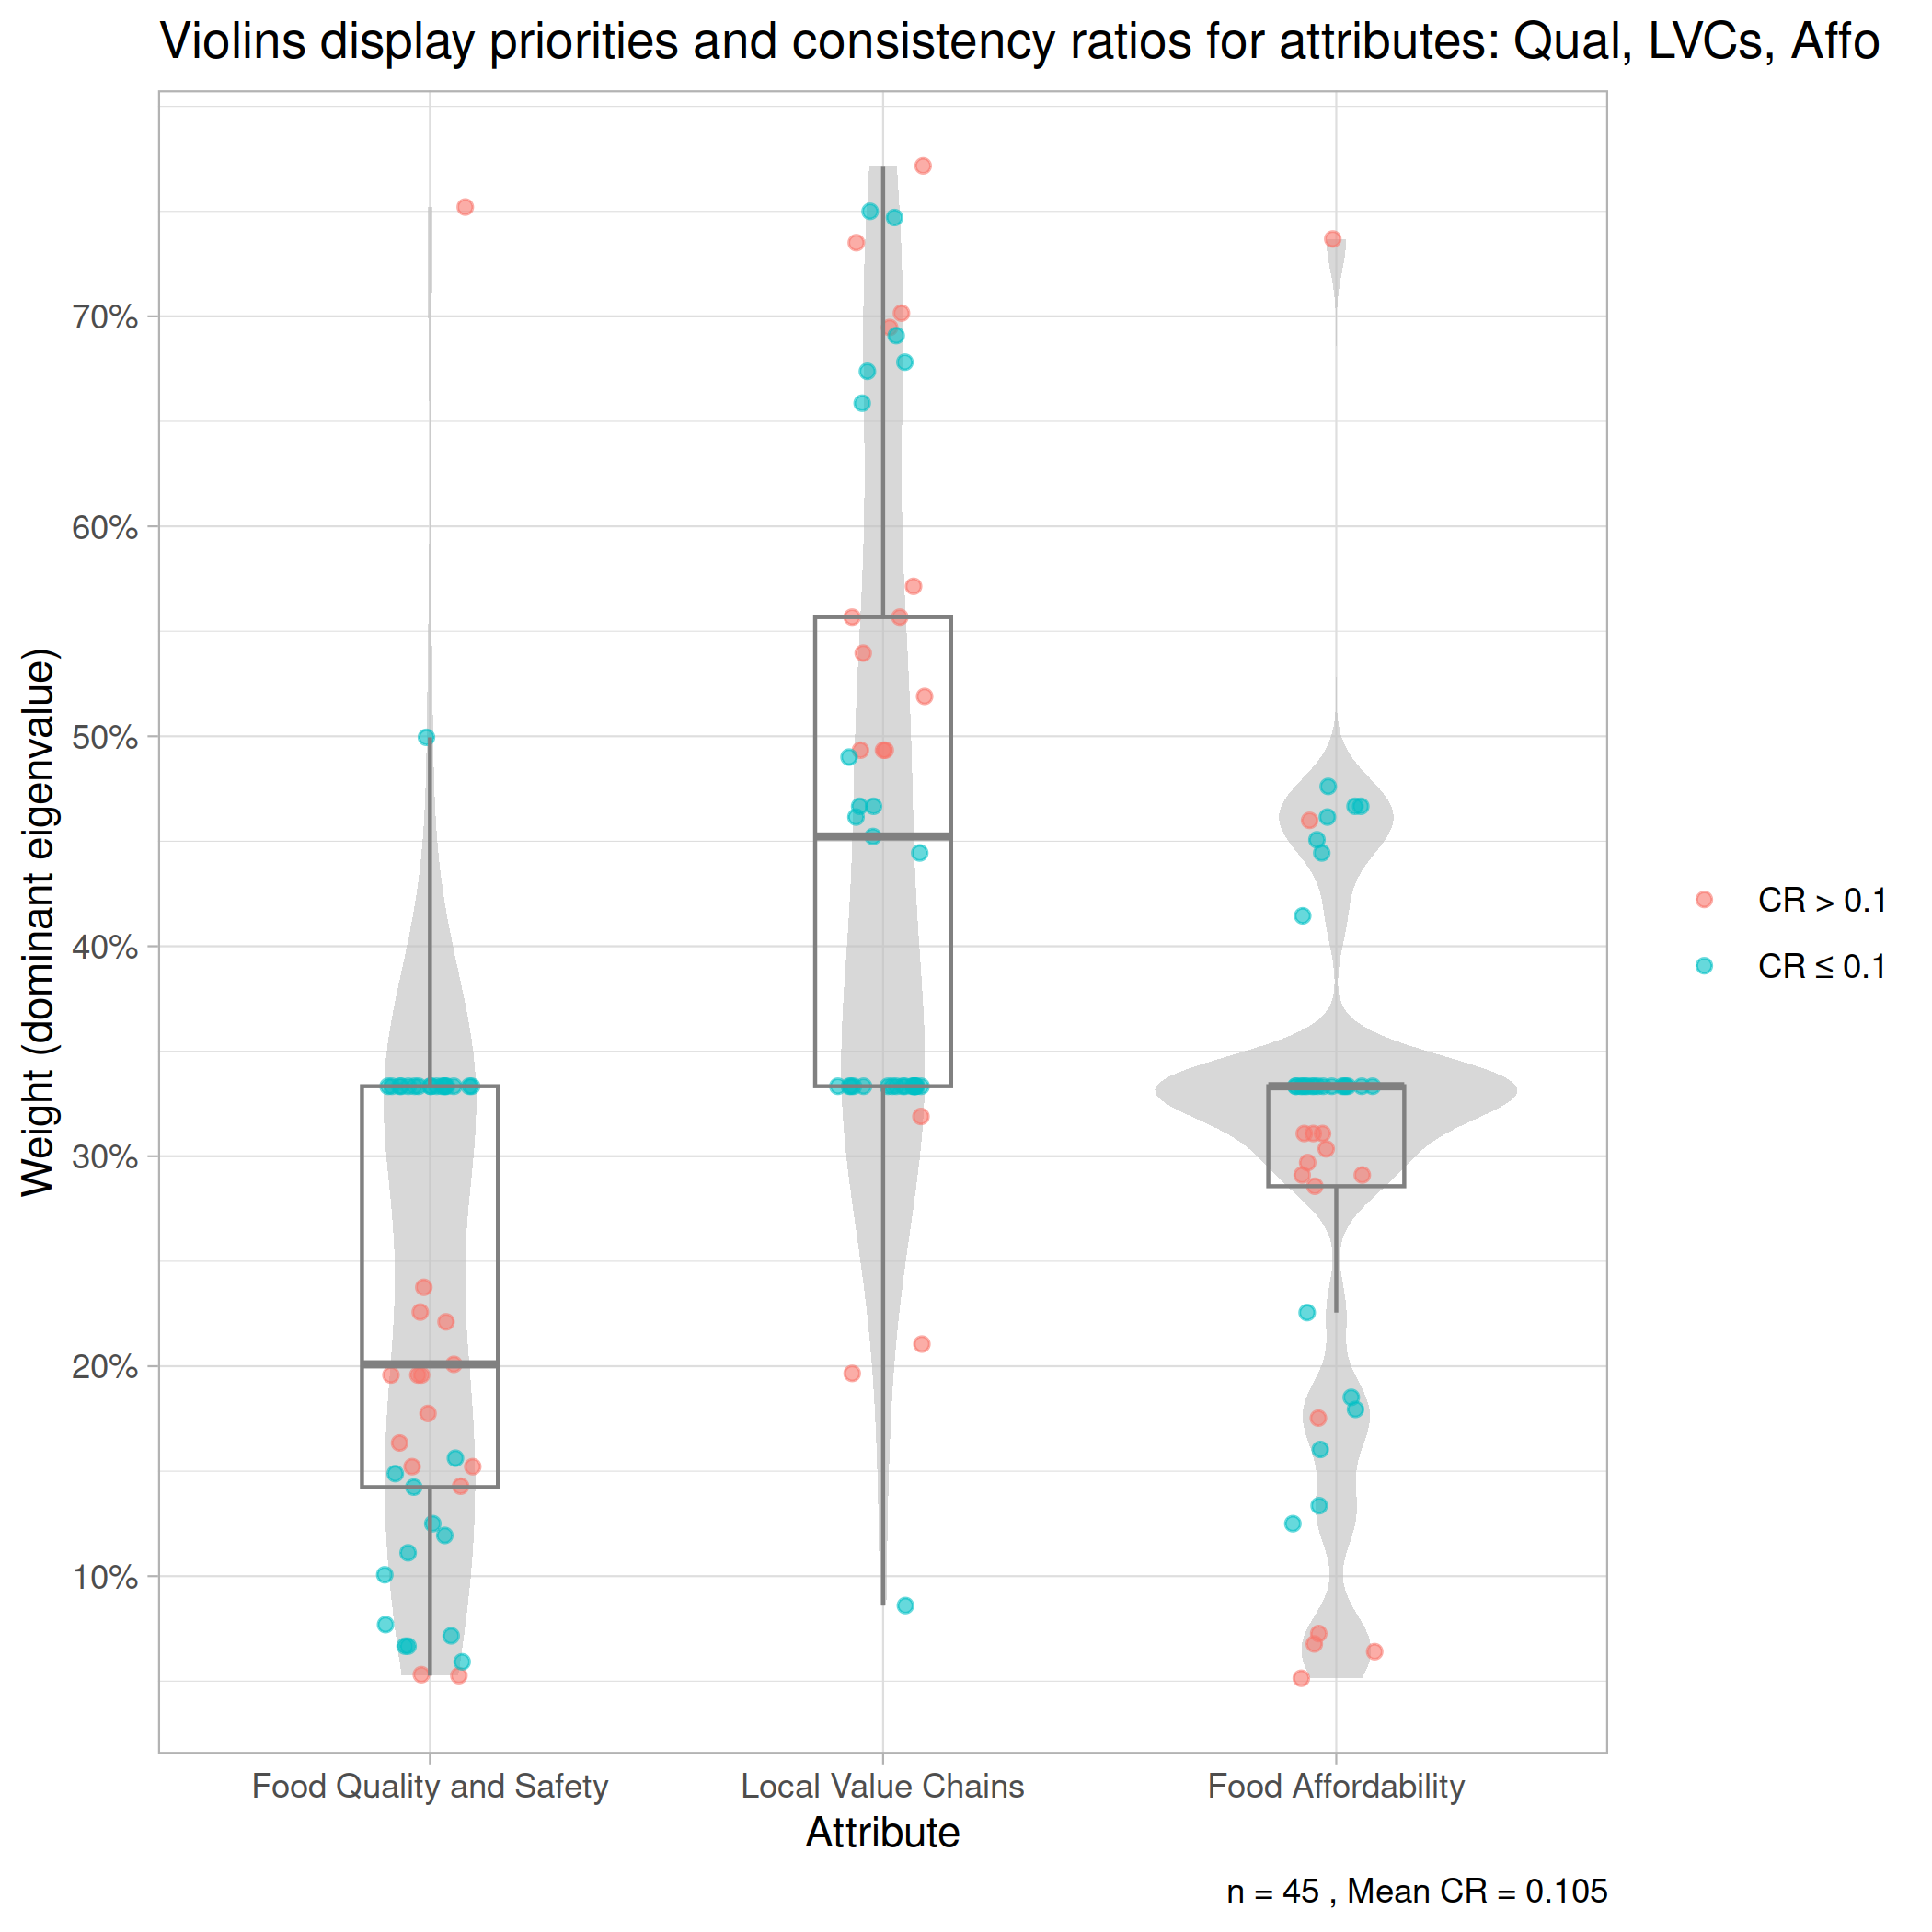 Violins display priorities and consistency ratios for attributes: Qual, LVCs, Affo
Weight (dominant eigenvalue)
70%
60%
50%
40%
30%
20%
10%
Food Quality and Safety
Local Value Chains
Food Affordability
Attribute
CR > 0.1
CR ≤ 0.1
n = 45 , Mean CR = 0.105